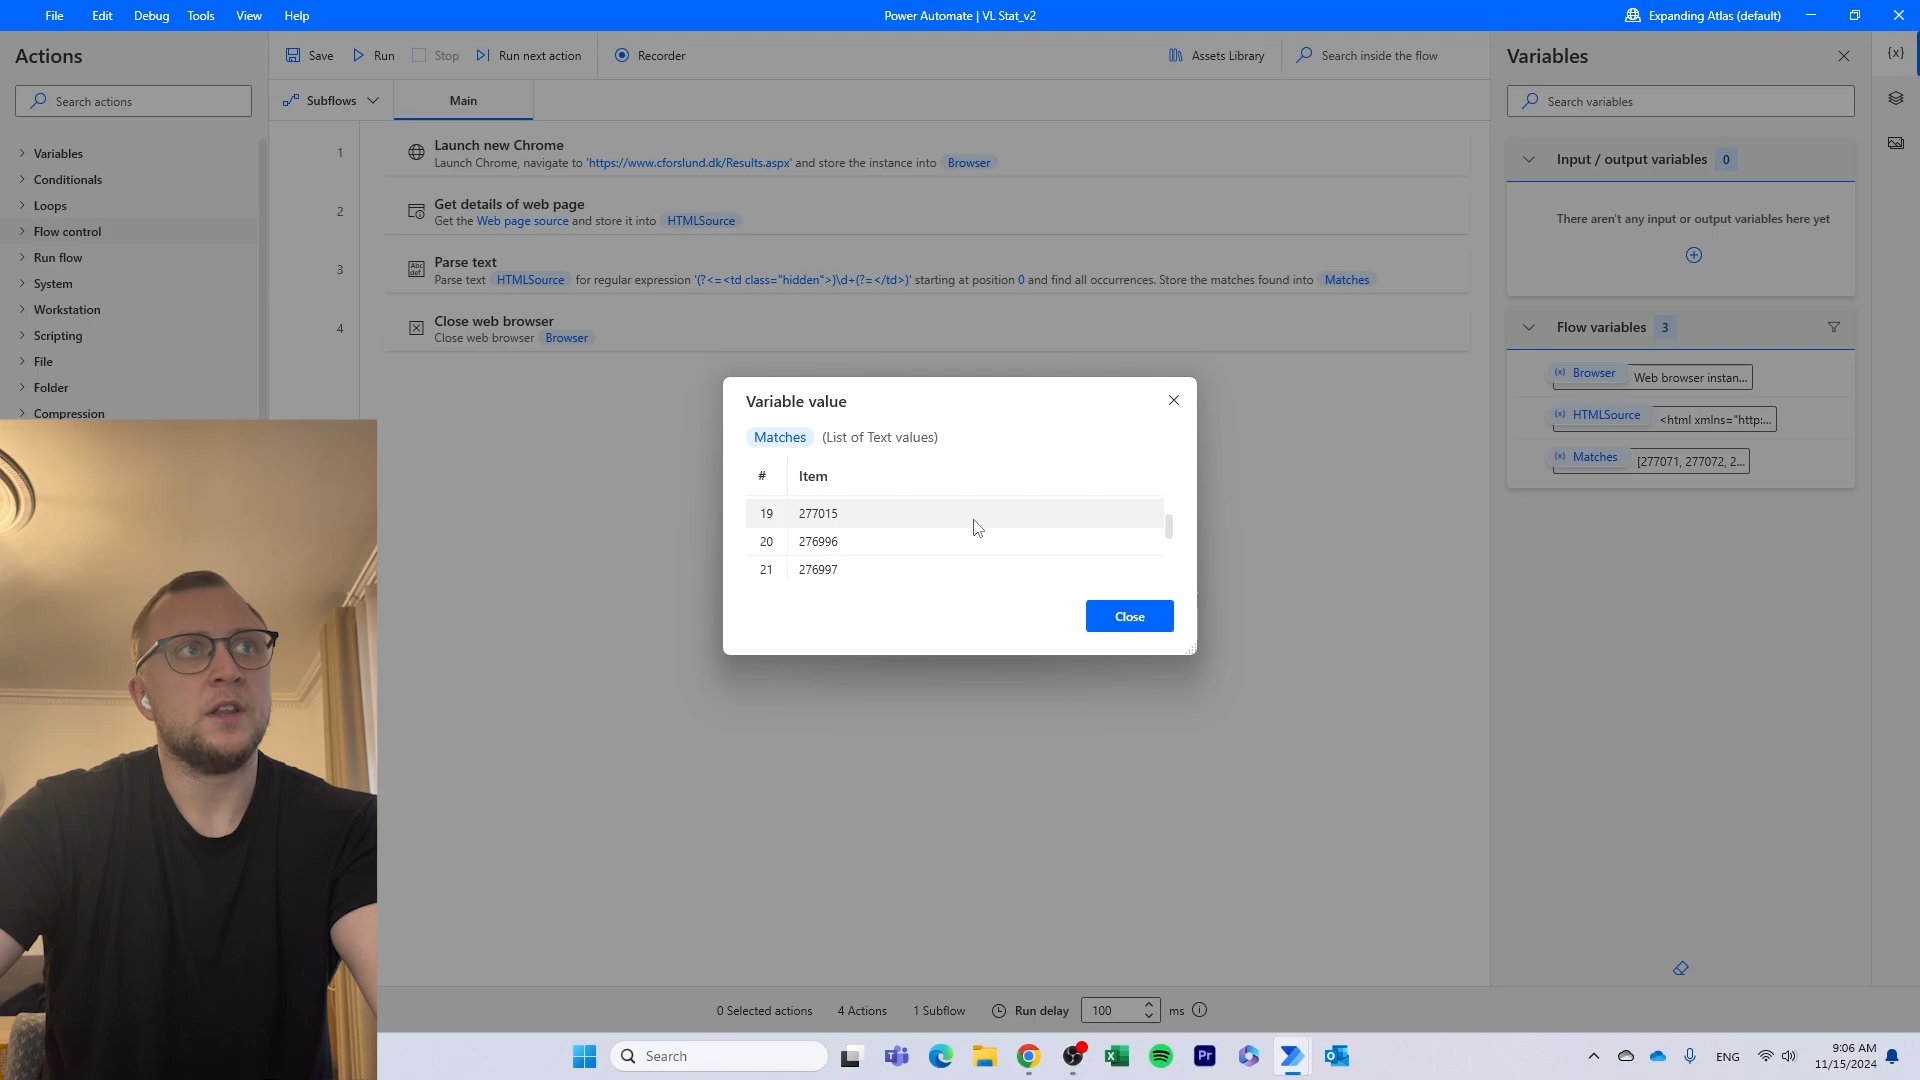 File Edit Debug Tools View Help
Power Automate | VL Stat_v2
Expanding Atlas (default)
Actions
Search actions
Variables
Conditionals
Loops
Flow control
Run flow
System
Workstation
Scripting
File
Folder
Compression
Save Run Stop Run next action Recorder
Assets Library Search inside the flow
Subflows Main
1 Launch new Chrome
Launch Chrome, navigate to 'https://www.cforslund.dk/Results.aspx' and store the instance into Browser
2 Get details of web page
Get the Web page source and store it into HTMLSource
3 Parse text
Parse text HTMLSource for regular expression '(?<=<td class="hidden">)\d+(?=</td>)' starting at position 0 and find all occurrences. Store the matches found into Matches
4 Close web browser
Close web browser Browser
Variable value
Matches (List of Text values)
# Item
19 277015
20 276996
21 276997
Close
Variables
{x}
Search variables
Input / output variables 0
There aren't any input or output variables here yet
Flow variables 3
(x) Browser Web browser instan...
(x) HTMLSource <html xmlns="http:...
(x) Matches [277071, 277072, 2...
0 Selected actions 4 Actions 1 Subflow Run delay 100 ms
Search
Pr
ENG
9:06 AM
11/15/2024